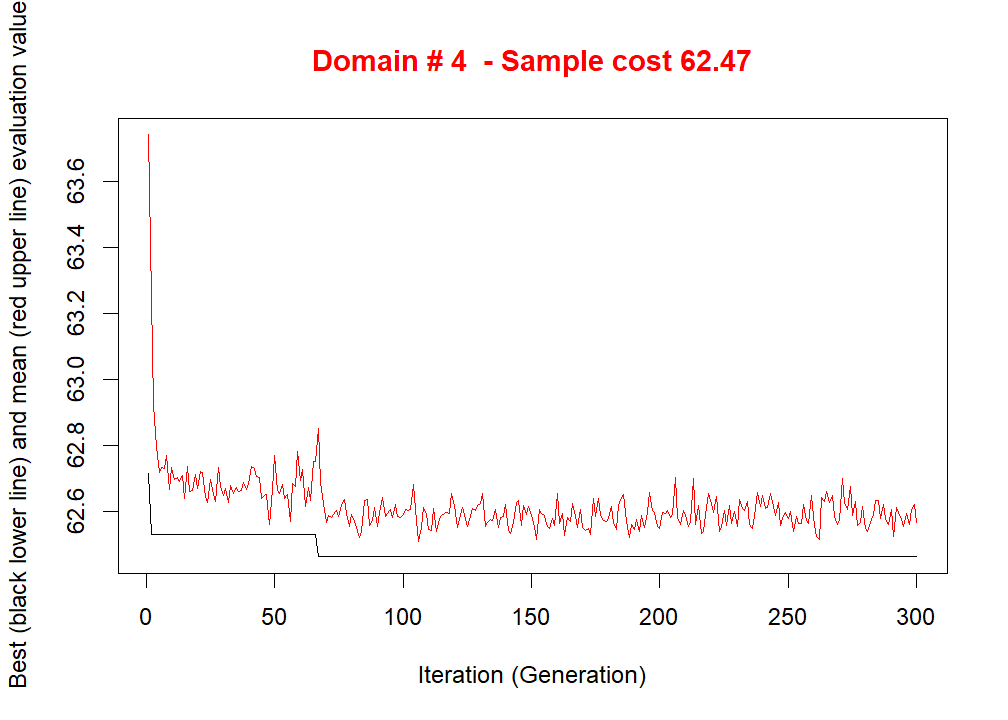 Domain # 4  - Sample cost 62.47
Best (black lower line) and mean (red upper line) evaluation value
63.6
63.4
63.2
63.0
62.8
62.6
0 50 100 150 200 250 300
Iteration (Generation)